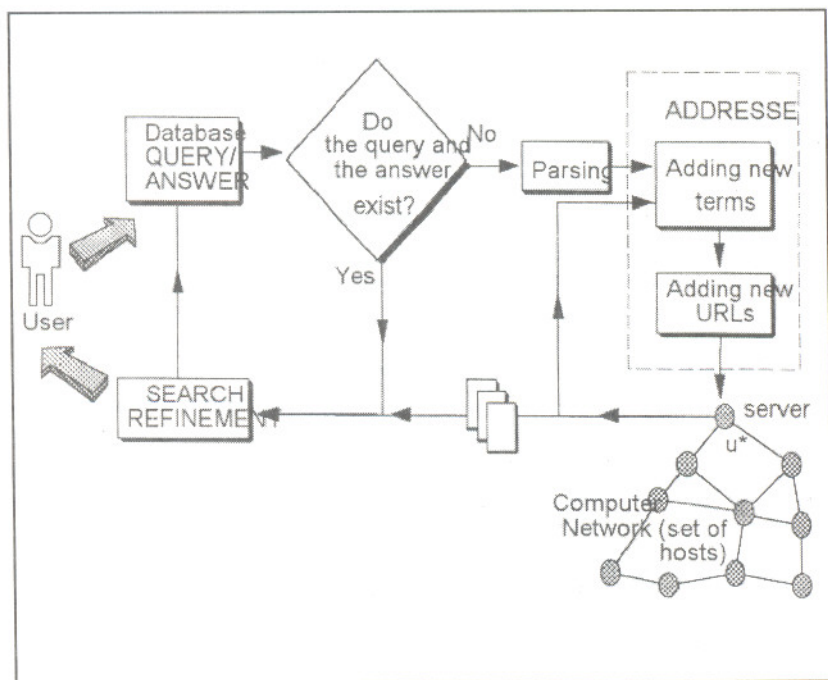 Database
QUERY/
ANSWER
Do
the query and
the answer
exist?
No
Yes
Parsing
ADDRESSE
Adding new
terms
Adding new
URLs
User
SEARCH
REFINEMENT
server
u*
Computer
Network (set of
hosts)